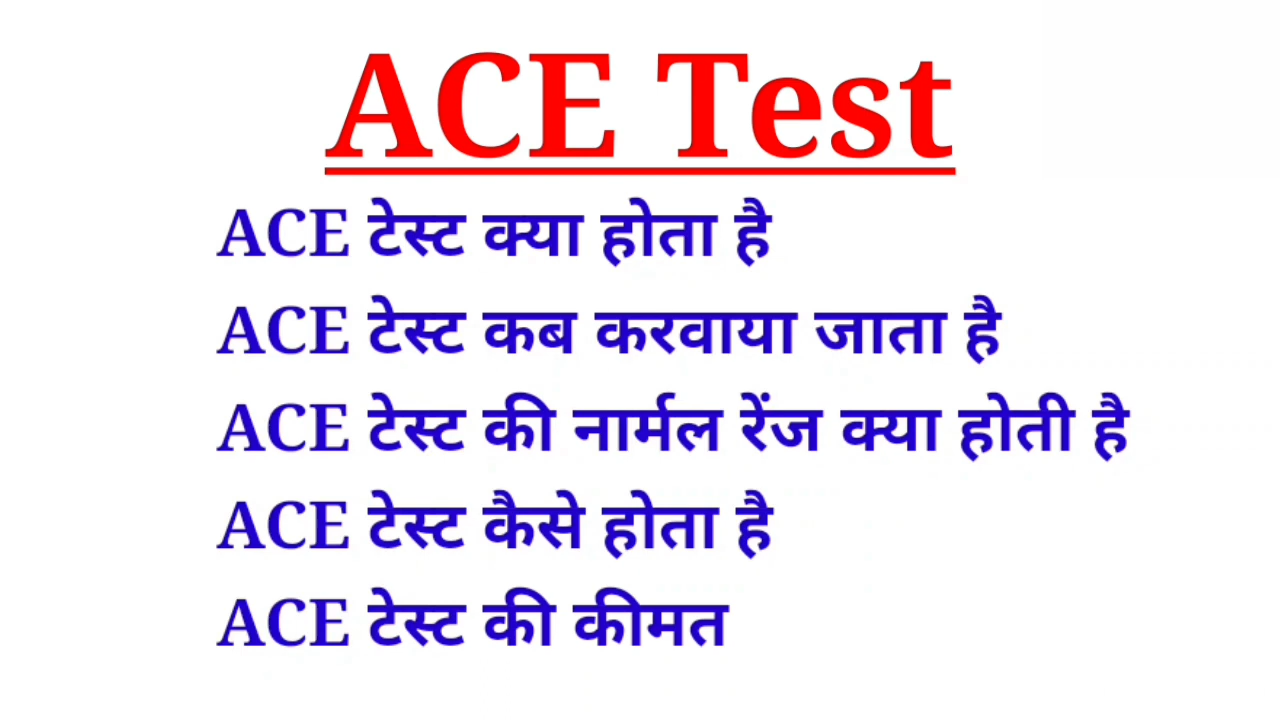 ACE Test
ACE टेस्ट क्या होता है
ACE टेस्ट कब करवाया जाता है
ACE टेस्ट की नार्मल रेंज क्या होती है
ACE टेस्ट कैसे होता है
ACE टेस्ट की कीमत